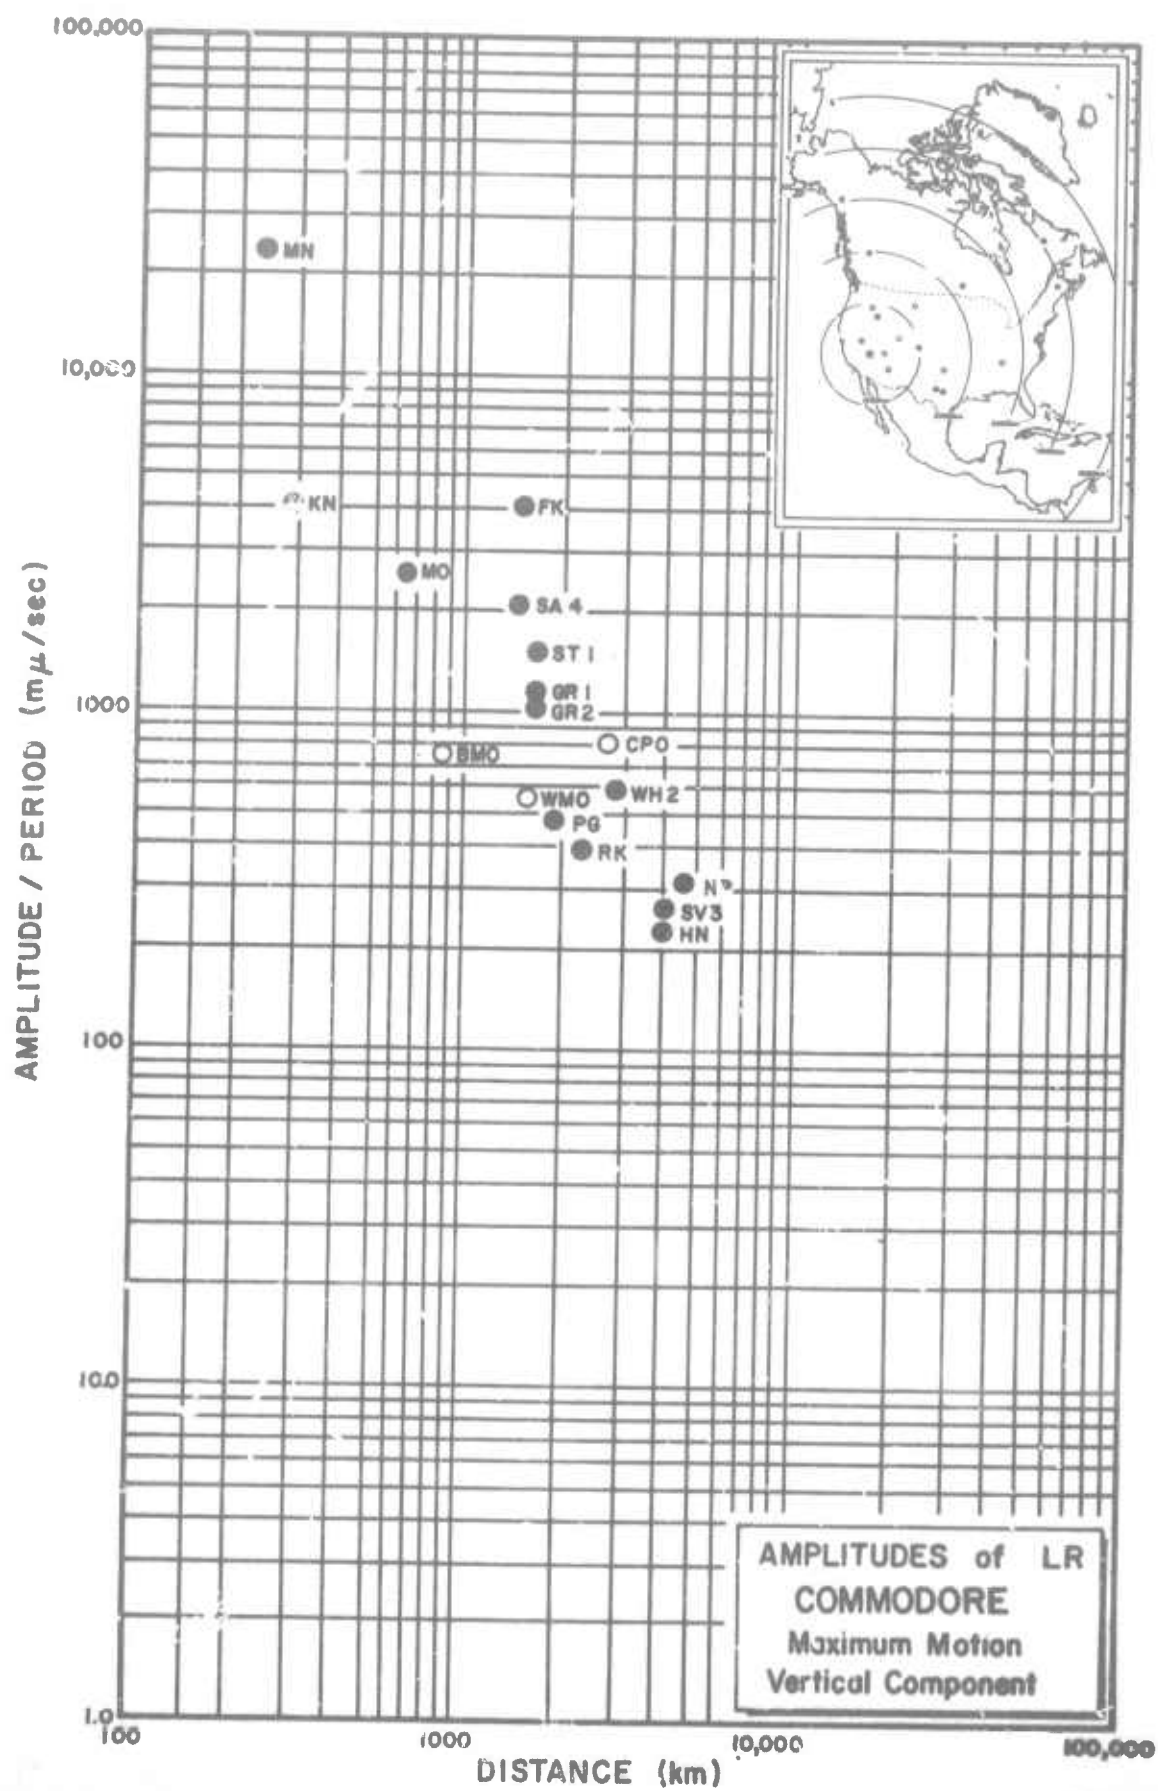 100,000
MN
10,000
KN
FK
MO
SA 4
ST 1
GR 1
1000
GR 2
CPO
BMO
WH 2
WMO
PG
RK
SV3
HN
100
10.0
1.0
AMPLITUDE / PERIOD (mμ/sec)
AMPLITUDES of LR
COMMODORE
Maximum Motion
Vertical Component
100
1000
10,000
100,000
DISTANCE (km)